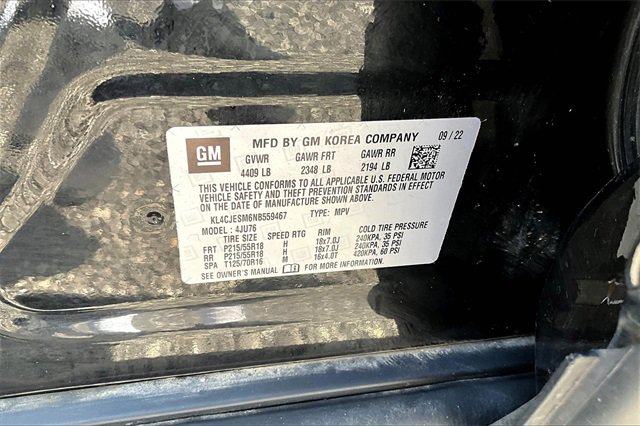 MFD BY GM KOREA COMPANY 09/22
GM
GVWR GAWR FRT GAWR RR
4409 LB 2348 LB 2194 LB
THIS VEHICLE CONFORMS TO ALL APPLICABLE U.S. FEDERAL MOTOR
VEHICLE SAFETY AND THEFT PREVENTION STANDARDS IN EFFECT
ON THE DATE OF MANUFACTURE SHOWN ABOVE.
KL4CJESM6NB559467 TYPE: MPV
MODEL: 4JU76
TIRE SIZE SPEED RTG RIM COLD TIRE PRESSURE
FRT P215/55R18 H 18x7.0J 240KPA, 35 PSI
RR P215/55R18 H 18x7.0J 240KPA, 35 PSI
SPA T125/70R16 M 16x4.0T 420KPA, 60 PSI
SEE OWNER'S MANUAL FOR MORE INFORMATION.